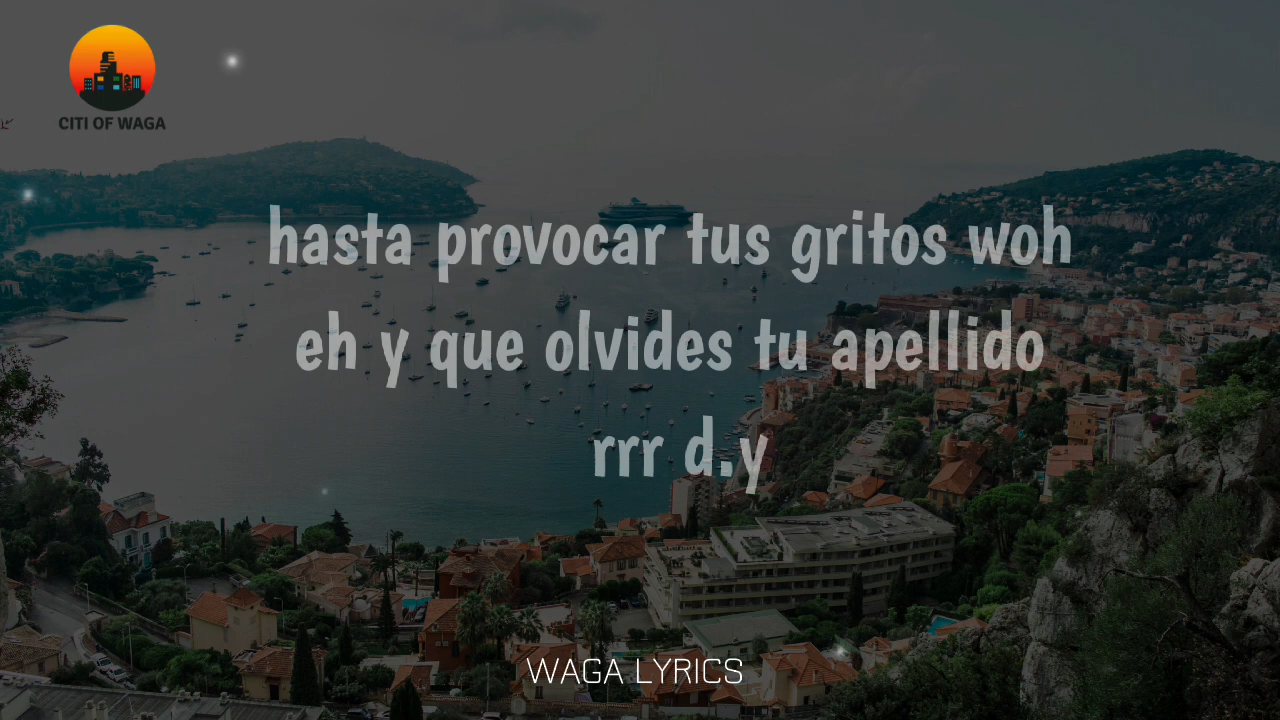 CITI OF WAGA
hasta provocar tus gritos woh
eh y que olvides tu apellido
rrr d.y
WAGA LYRICS